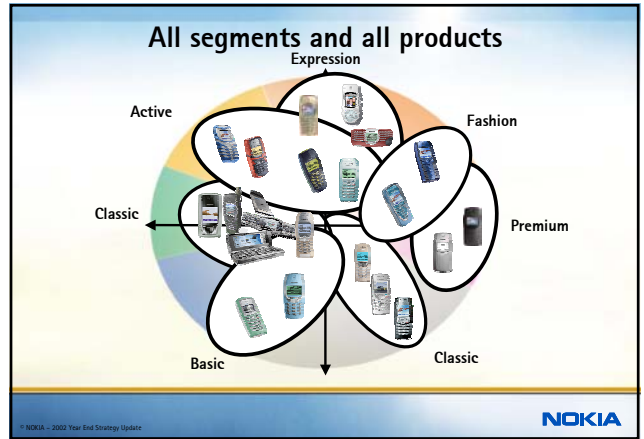 All segments and all products
Expression
Active
Fashion
Classic
Premium
Basic
Classic
© NOKIA – 2002 Year End Strategy Update
NOKIA